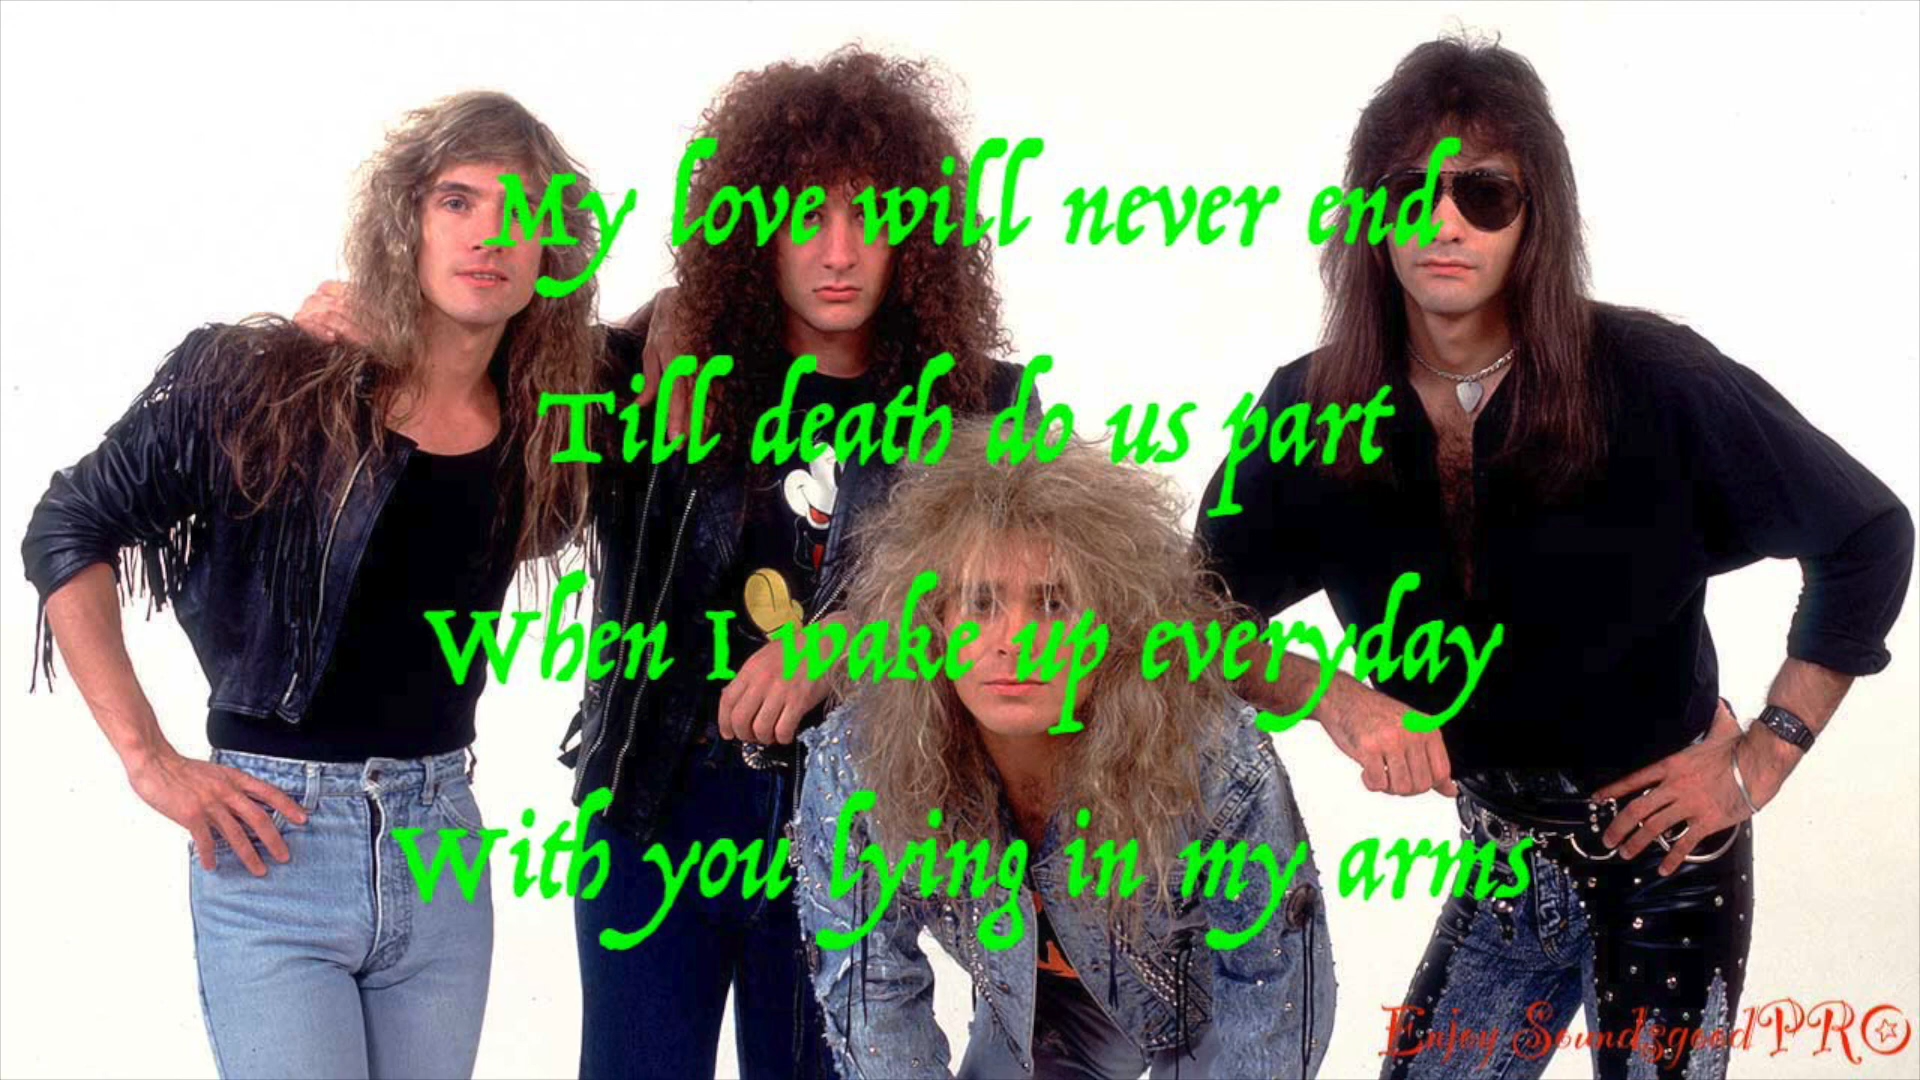 My love will never end
Till death do us part
When I wake up everyday
With you lying in my arms
Enjoy SoundsgoodPRO